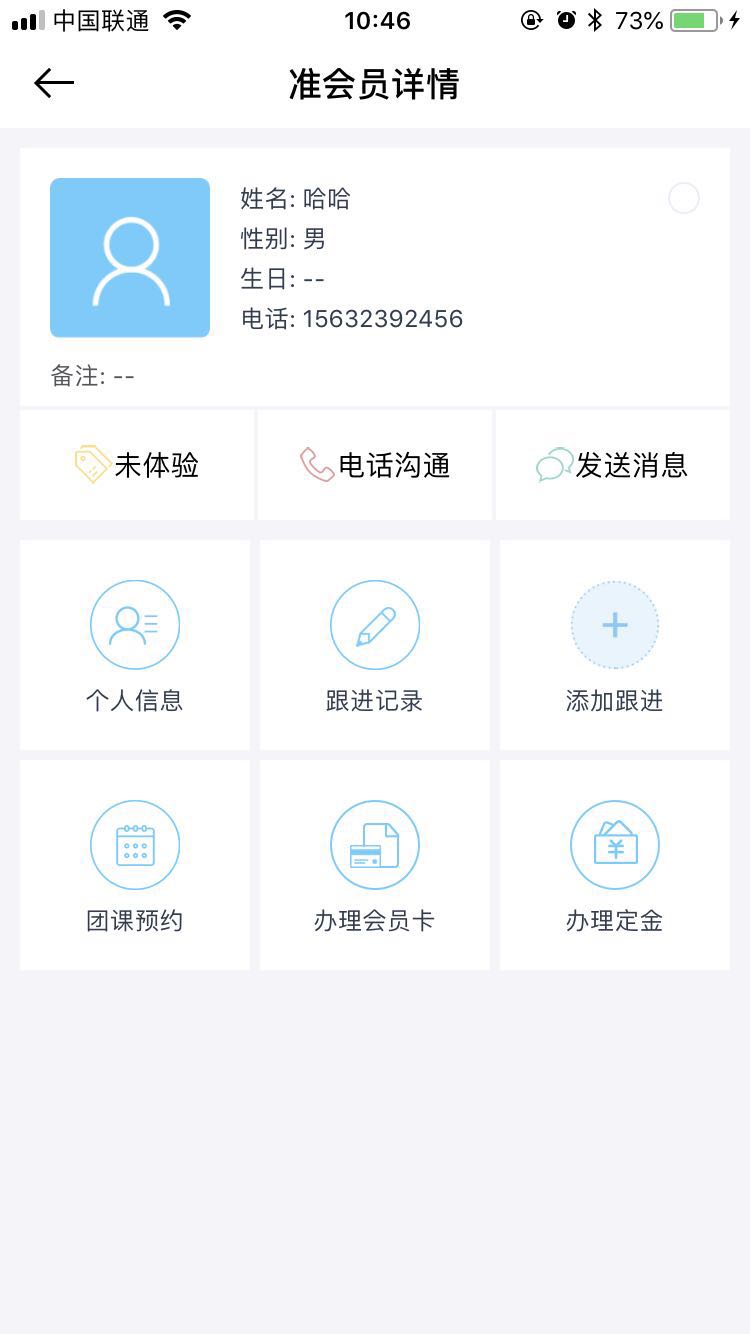 中国联通 10:46 73%
准会员详情
姓名: 哈哈
性别: 男
生日: --
电话: 15632392456
备注: --
未体验 电话沟通 发送消息
个人信息 跟进记录 添加跟进
团课预约 办理会员卡 办理定金